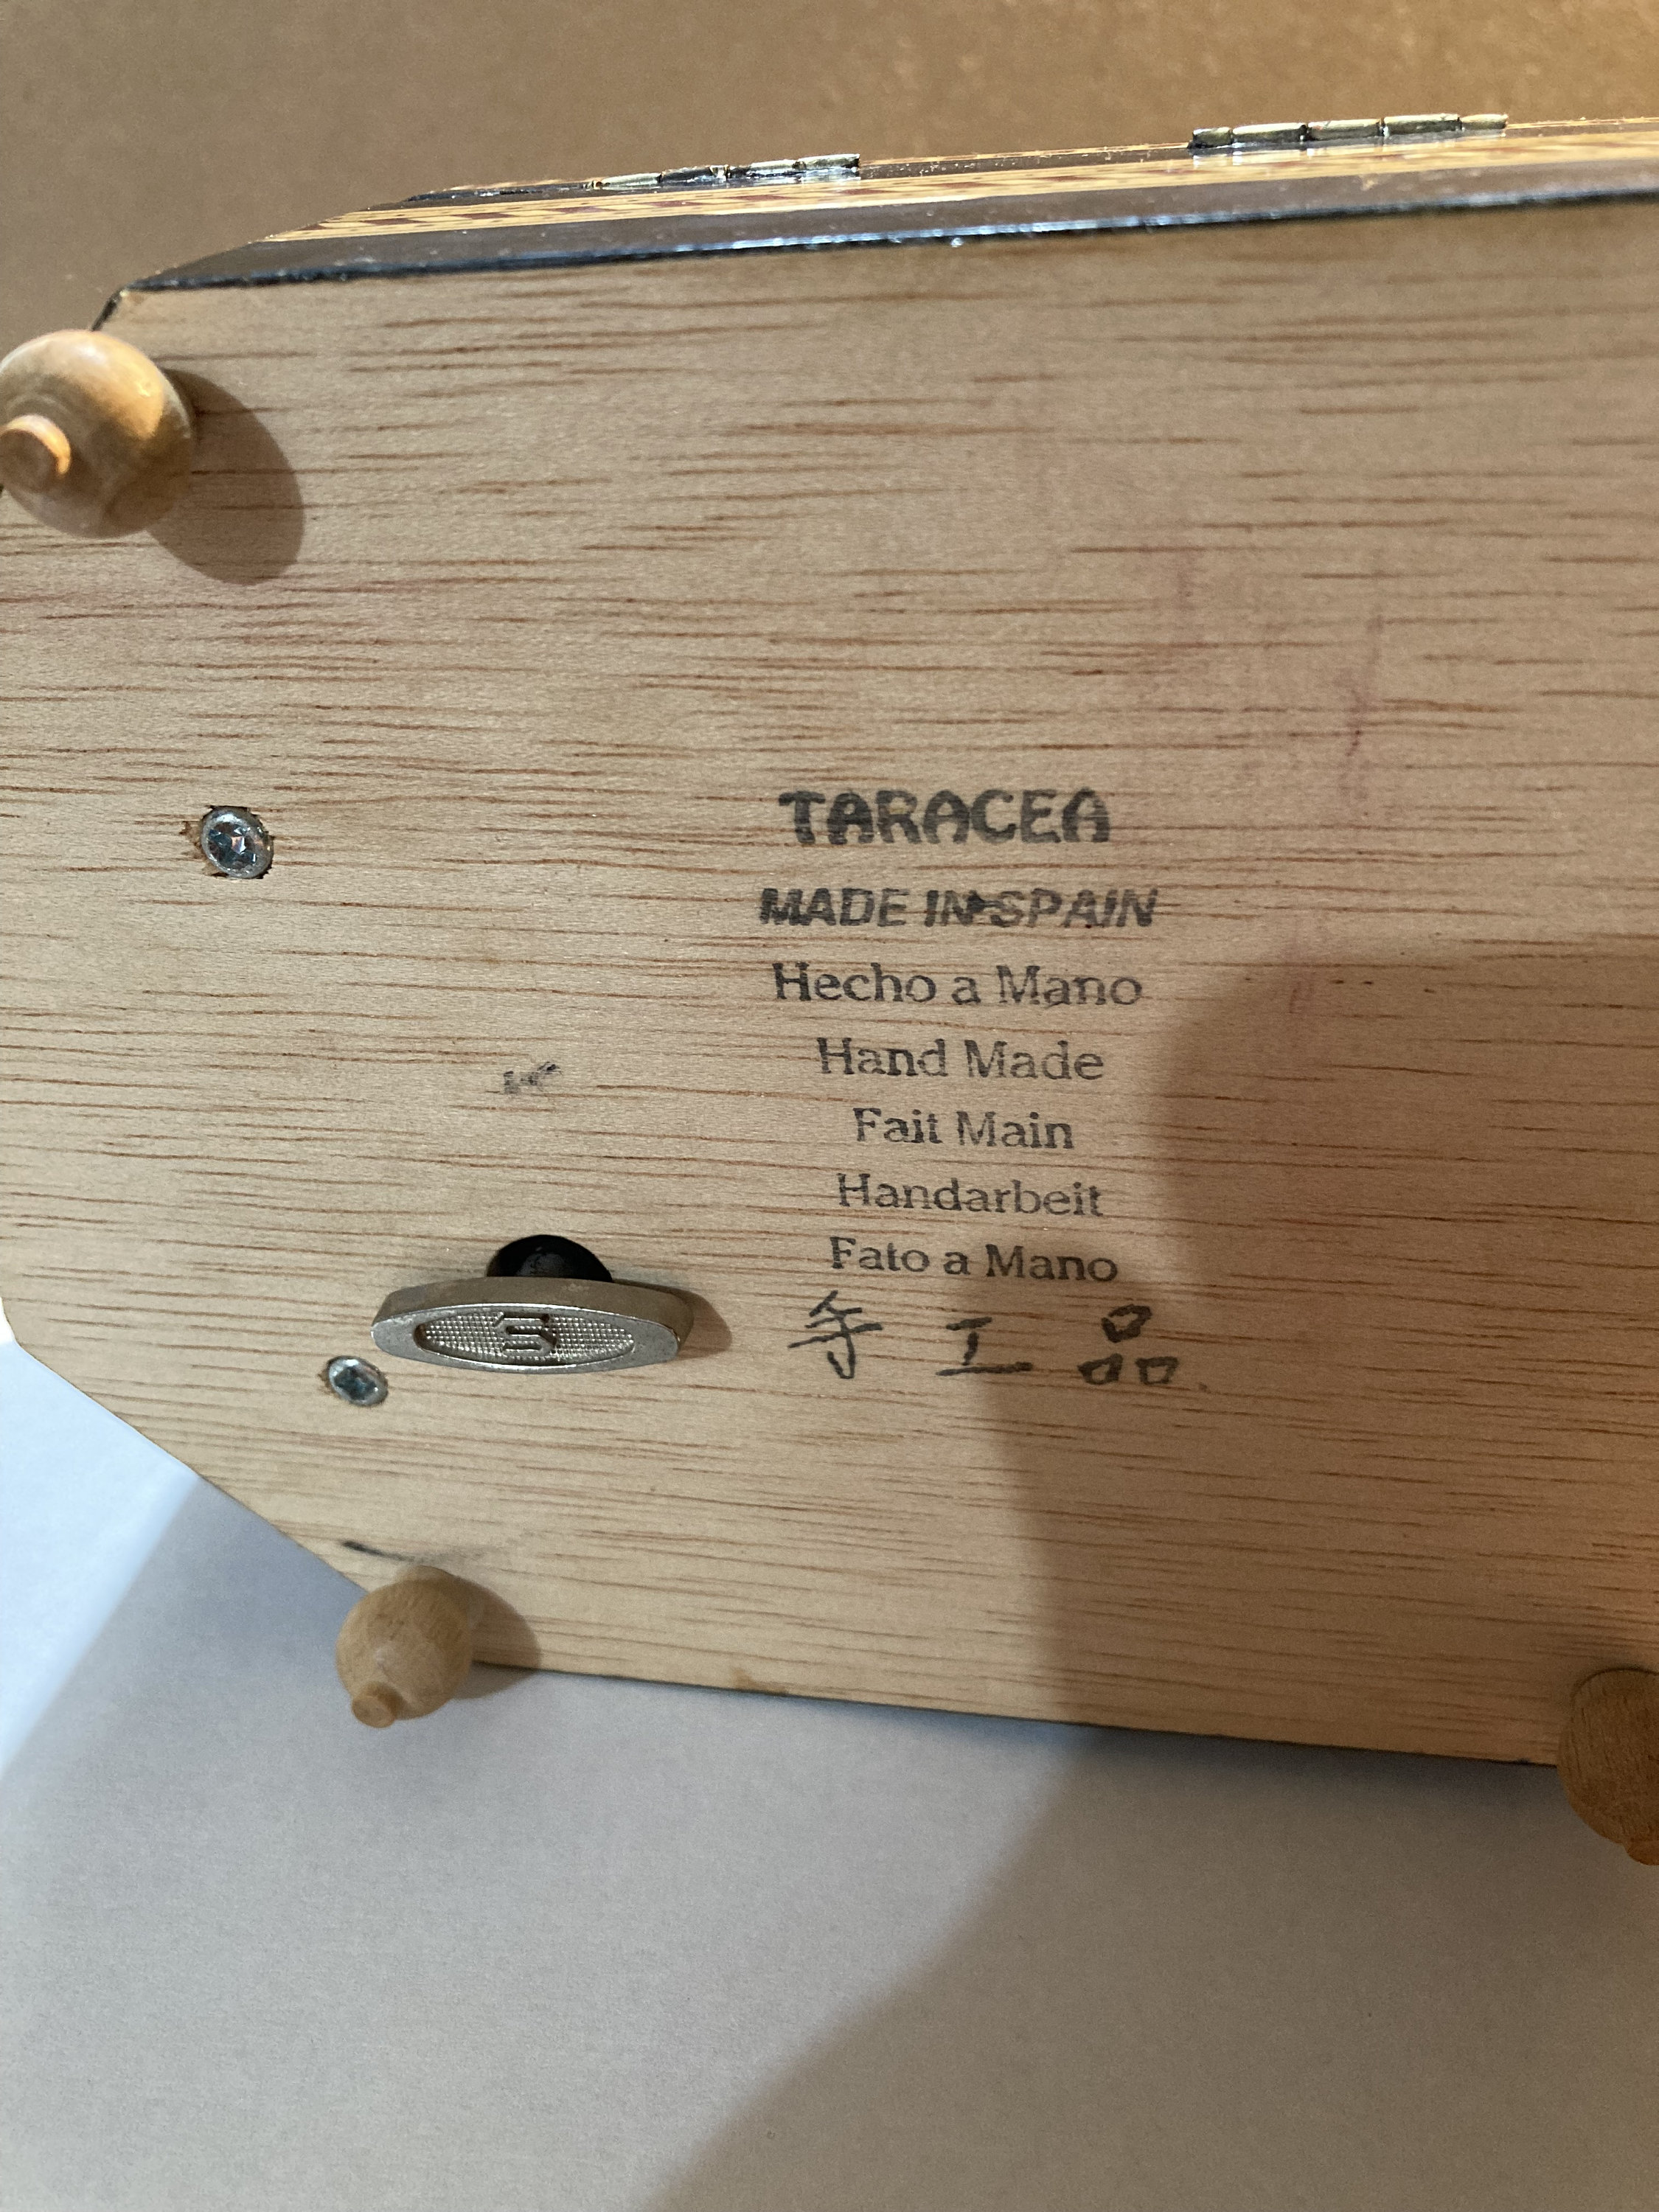 TARACEA
MADE IN SPAIN
Hecho a Mano
Hand Made
Fait Main
Handarbeit
Fato a Mano
手工品
S